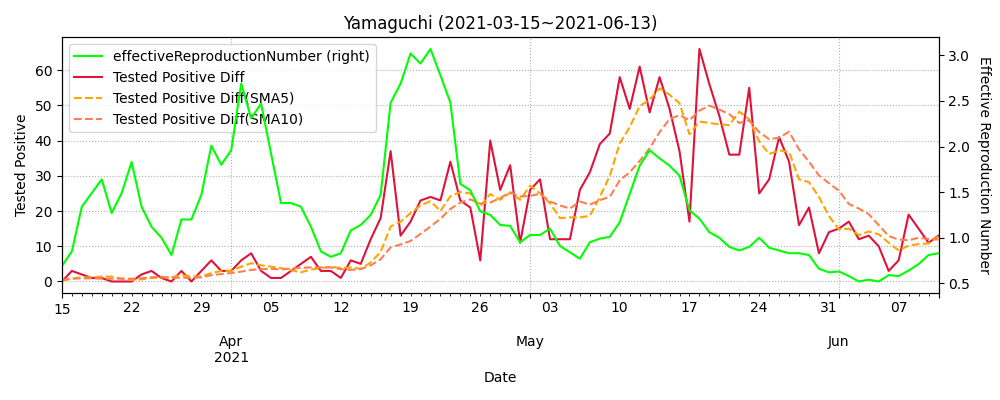 Yamaguchi (2021-03-15~2021-06-13)
effectiveReproductionNumber (right)
Tested Positive Diff
Tested Positive Diff(SMA5)
Tested Positive Diff(SMA10)
Tested Positive
60
50
40
30
20
10
0
3.0
2.5
2.0
1.5
1.0
0.5
Effective Reproduction Number
15 22 29 05 12 19 26 03 10 17 24 31 07
Apr May Jun
2021
Date